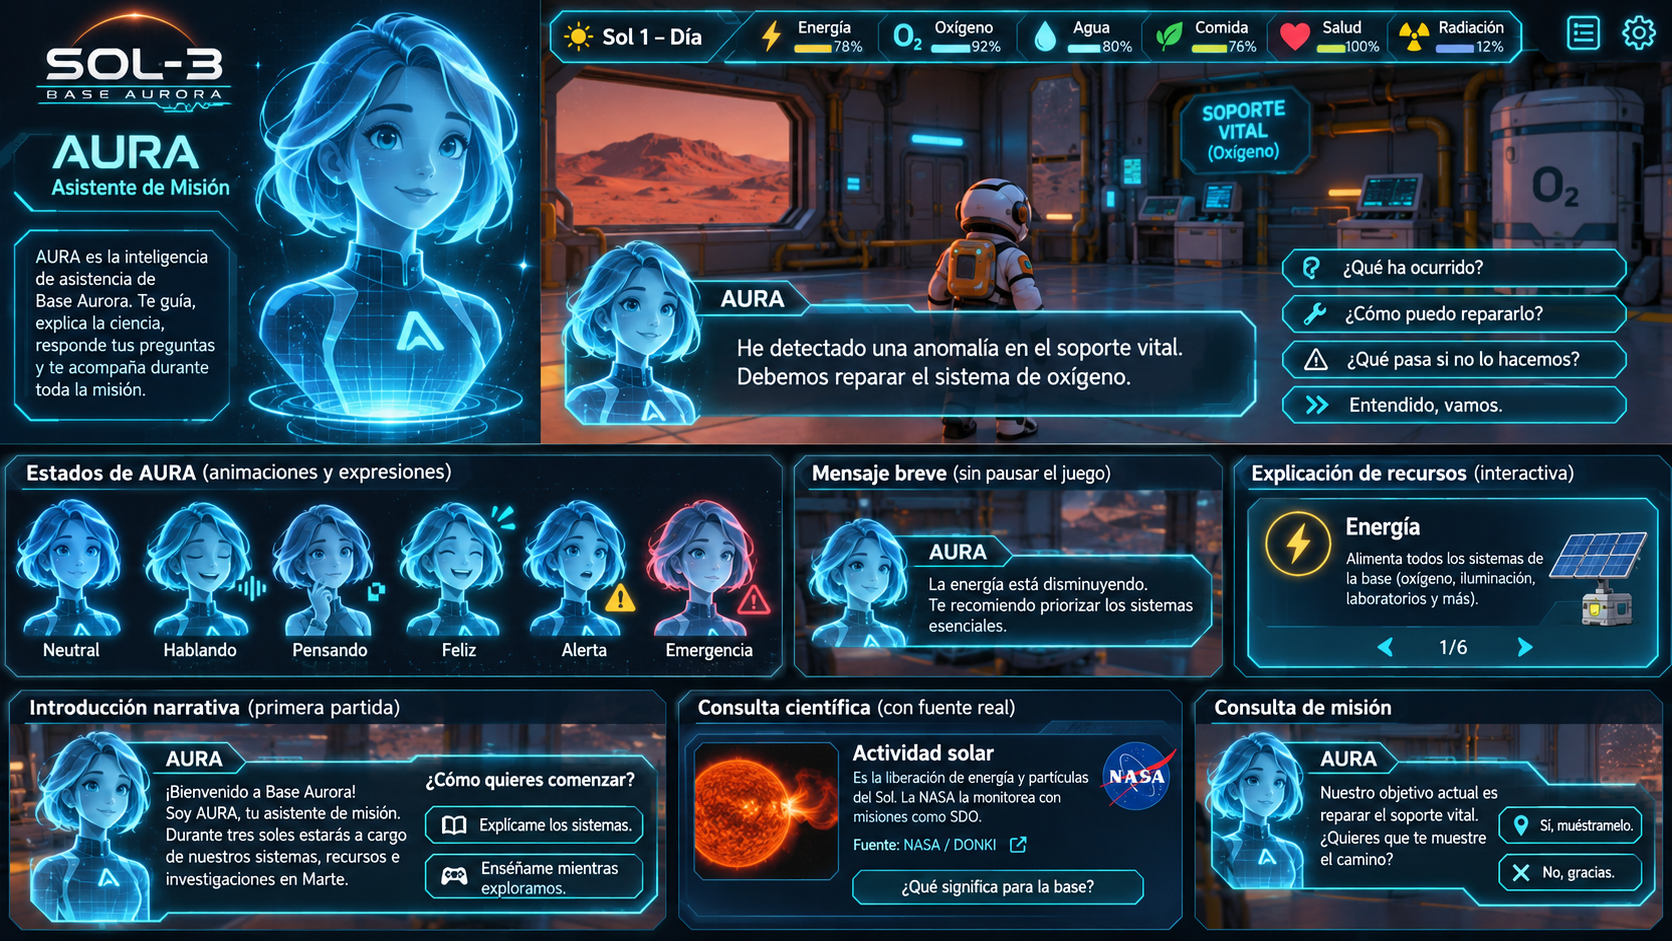 SOL-3
BASE AURORA
AURA
Asistente de Misión
AURA es la inteligencia
de asistencia de
Base Aurora. Te guía,
explica la ciencia,
responde tus preguntas
y te acompaña durante
toda la misión.
Sol 1 – Día
Energía
78%
O2
Oxígeno
92%
Agua
80%
Comida
76%
Salud
100%
Radiación
12%
SOPORTE
VITAL
(Oxígeno)
O2
AURA
He detectado una anomalía en el soporte vital.
Debemos reparar el sistema de oxígeno.
¿Qué ha ocurrido?
¿Cómo puedo repararlo?
¿Qué pasa si no lo hacemos?
Entendido, vamos.
Estados de AURA (animaciones y expresiones)
Neutral
Hablando
Pensando
Feliz
Alerta
Emergencia
Mensaje breve (sin pausar el juego)
AURA
La energía está disminuyendo.
Te recomiendo priorizar los sistemas
esenciales.
Explicación de recursos (interactiva)
Energía
Alimenta todos los sistemas de
la base (oxígeno, iluminación,
laboratorios y más).
1/6
Introducción narrativa (primera partida)
AURA
¡Bienvenido a Base Aurora!
Soy AURA, tu asistente de misión.
Durante tres soles estarás a cargo
de nuestros sistemas, recursos e
investigaciones en Marte.
¿Cómo quieres comenzar?
Explícame los sistemas.
Enséñame mientras
exploramos.
Consulta científica (con fuente real)
Actividad solar
Es la liberación de energía y partículas
del Sol. La NASA la monitorea con
misiones como SDO.
NASA
Fuente: NASA / DONKI
¿Qué significa para la base?
Consulta de misión
AURA
Nuestro objetivo actual es
reparar el soporte vital.
¿Quieres que te muestre
el camino?
Sí, muéstramelo.
No, gracias.